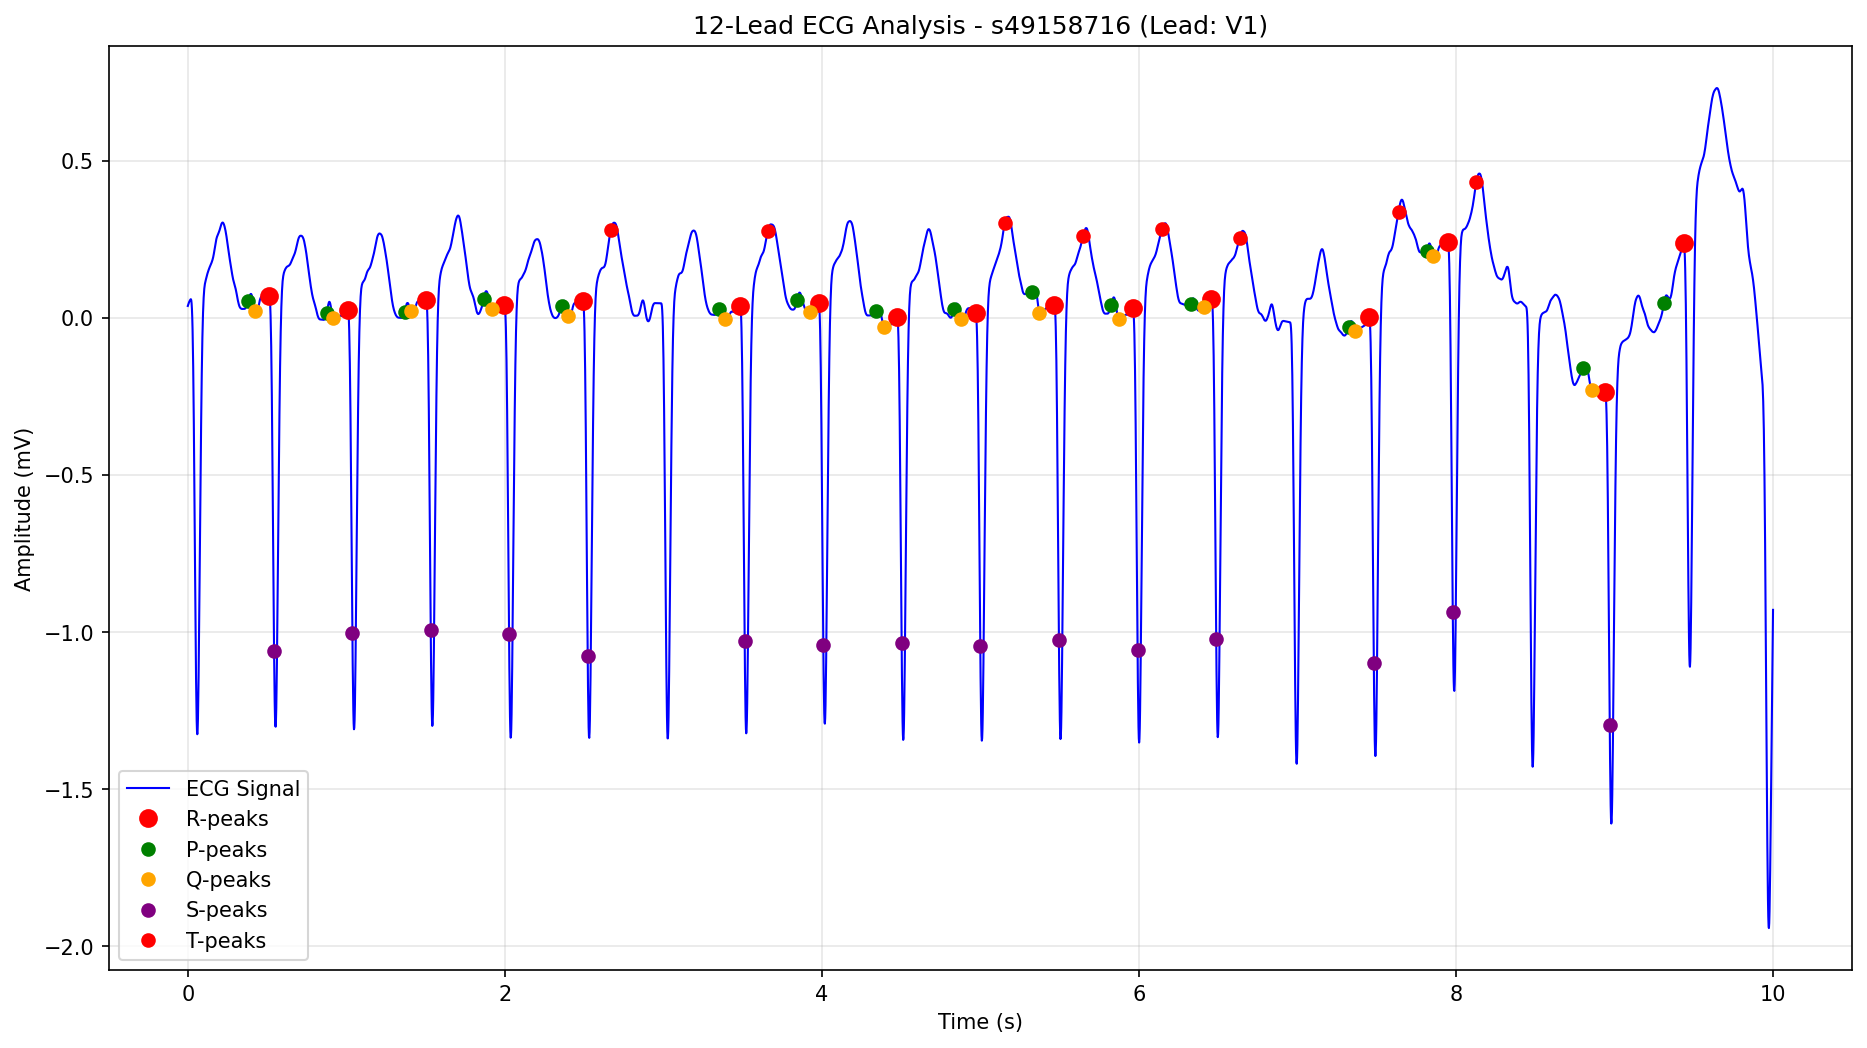 12-Lead ECG Analysis - s49158716 (Lead: V1)
Amplitude (mV)
0.5
0.0
−0.5
−1.0
−1.5
−2.0
ECG Signal
R-peaks
P-peaks
Q-peaks
S-peaks
T-peaks
0 2 4 6 8 10
Time (s)